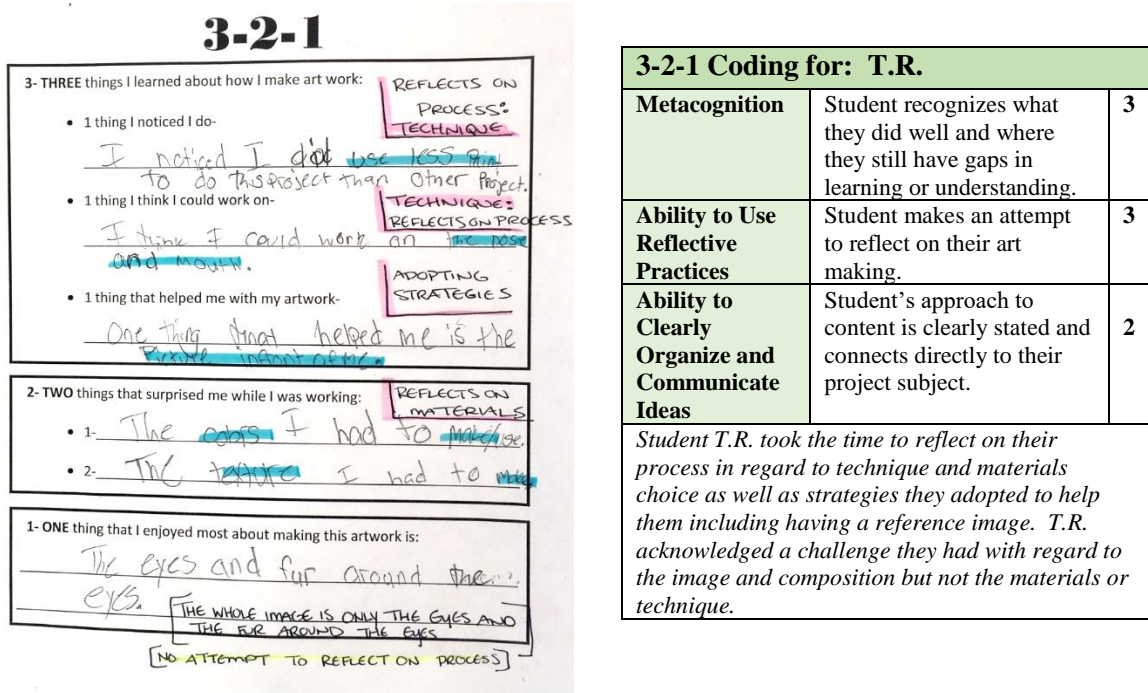 3-2-1
3- THREE things I learned about how I make art work:
REFLECTS ON
PROCESS:
TECHNIQUE
• 1 thing I noticed I do-
I noticed I did use less
to do this project than other project.
• 1 thing I think I could work on-
TECHNIQUE:
REFLECTS ON PROCESS
I think I could work on the
and mouth.
ADOPTING
STRATEGIES
• 1 thing that helped me with my artwork-
One thing that helped me is the
Picture infront of me.
2- TWO things that surprised me while I was working:
REFLECTS ON
MATERIALS
• 1- The colors I had to make/use.
• 2- The texture I had to make
1- ONE thing that I enjoyed most about making this artwork is:
The eyes and fur around the
eyes.
[THE WHOLE IMAGE IS ONLY THE EYES AND
THE FUR AROUND THE EYES
[NO ATTEMPT TO REFLECT ON PROCESS]
3-2-1 Coding for: T.R.
Metacognition
Student recognizes what
they did well and where
they still have gaps in
learning or understanding.
3
Ability to Use
Reflective
Practices
Student makes an attempt
to reflect on their art
making.
3
Ability to
Clearly
Organize and
Communicate
Ideas
Student's approach to
content is clearly stated and
connects directly to their
project subject.
2
Student T.R. took the time to reflect on their
process in regard to technique and materials
choice as well as strategies they adopted to help
them including having a reference image. T.R.
acknowledged a challenge they had with regard to
the image and composition but not the materials or
technique.